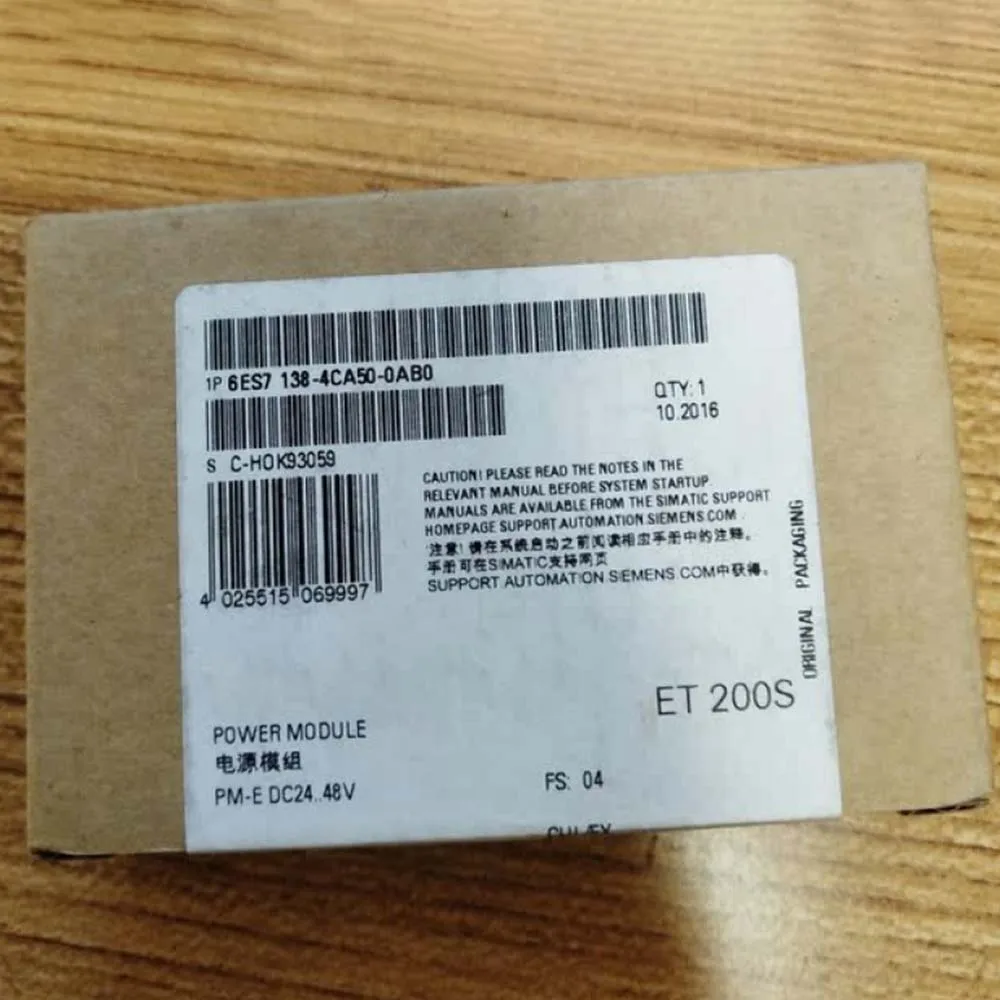 1P 6ES7 138-4CA50-0AB0
QTY: 1
10.2016
S C-H0K93059
4 025515 069997
CAUTION! PLEASE READ THE NOTES IN THE
RELEVANT MANUAL BEFORE SYSTEM STARTUP.
MANUALS ARE AVAILABLE FROM THE SIMATIC SUPPORT
HOMEPAGE SUPPORT.AUTOMATION.SIEMENS.COM.
注意! 请在系统启动之前阅读相应手册中的注释。
手册可在SIMATIC支持网页
SUPPORT AUTOMATION SIEMENS.COM中获得。
ORIGINAL PACKAGING
ET 200S
POWER MODULE
电源模组
PM-E DC24..48V
FS: 04